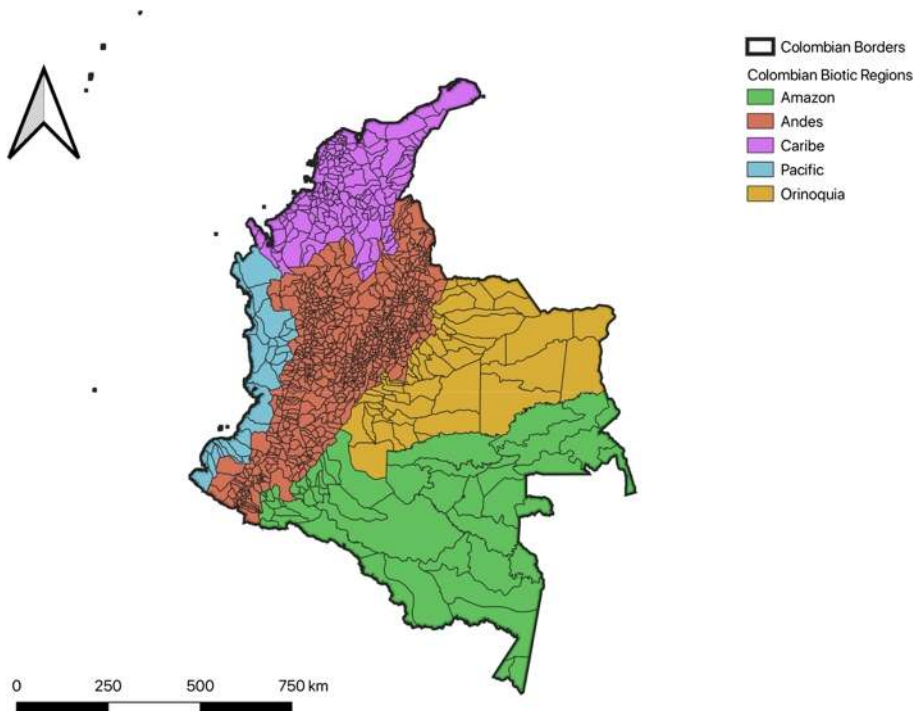 Colombian Borders
Colombian Biotic Regions
Amazon
Andes
Caribe
Pacific
Orinoquia
0 250 500 750 km